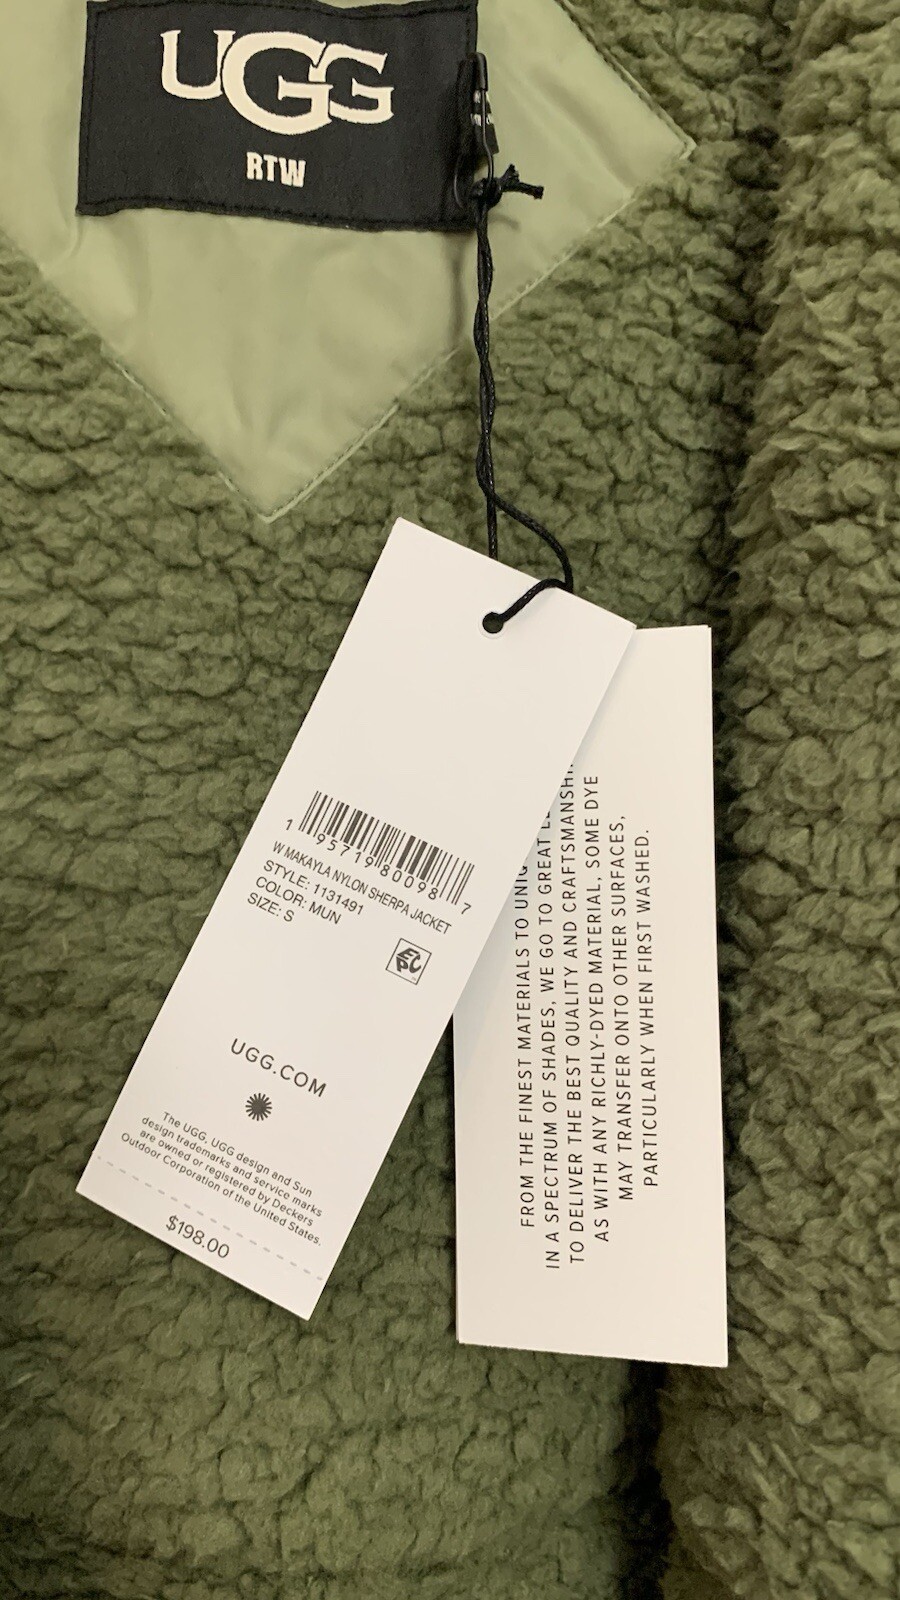 UGG
RTW
1 95719 80098 7
W MAKAYLA NYLON SHERPA JACKET
STYLE: 1131491
COLOR: MUN
SIZE: S
EPC
UGG.COM
The UGG, UGG design and Sun
design trademarks and service marks
are owned or registered by Deckers
Outdoor Corporation of the United States.
$198.00
FROM THE FINEST MATERIALS TO
IN A SPECTRUM OF SHADES, WE GO TO GREAT
TO DELIVER THE BEST QUALITY AND CRAFTSMANSHI
AS WITH ANY RICHLY-DYED MATERIAL, SOME DYE
MAY TRANSFER ONTO OTHER SURFACES,
PARTICULARLY WHEN FIRST WASHED.